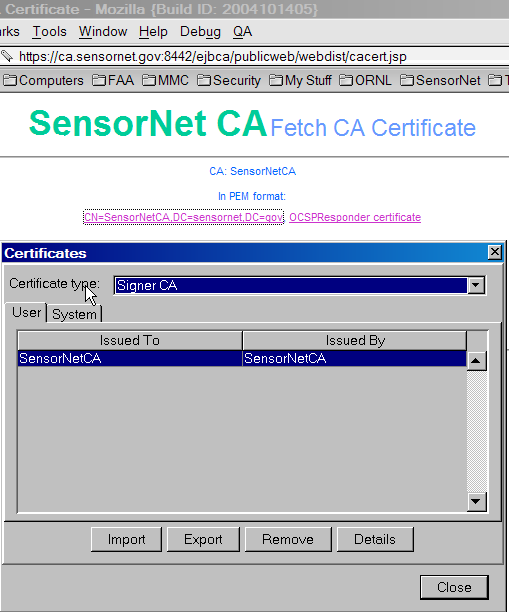 Certificate - Mozilla {Build ID: 2004101405}
rks Tools Window Help Debug QA
https://ca.sensornet.gov:8442/ejbca/publicweb/webdist/cacert.jsp
Computers FAA MMC Security My Stuff ORNL SensorNet T
SensorNet CA Fetch CA Certificate
CA: SensorNetCA
In PEM format:
CN=SensorNetCA,DC=sensornet,DC=gov, OCSPResponder certificate
Certificates
Certificate type: Signer CA
User System
Issued To Issued By
SensorNetCA SensorNetCA
Import Export Remove Details
Close